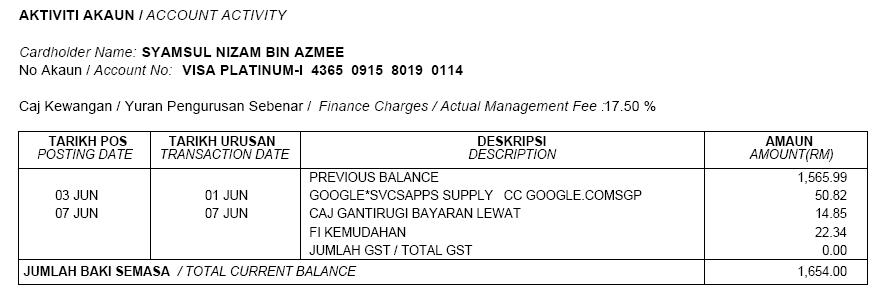 AKTIVITI AKAUN / ACCOUNT ACTIVITY
Cardholder Name: SYAMSUL NIZAM BIN AZMEE
No Akaun / Account No: VISA PLATINUM-I 4365 0915 8019 0114
Caj Kewangan / Yuran Pengurusan Sebenar / Finance Charges / Actual Management Fee :17.50 %
TARIKH POS TARIKH URUSAN DESKRIPSI AMAUN
POSTING DATE TRANSACTION DATE DESCRIPTION AMOUNT(RM)
PREVIOUS BALANCE 1,565.99
03 JUN 01 JUN GOOGLE*SVCSAPPS SUPPLY CC GOOGLE.COMSGP 50.82
07 JUN 07 JUN CAJ GANTIRUGI BAYARAN LEWAT 14.85
FI KEMUDAHAN 22.34
JUMLAH GST / TOTAL GST 0.00
JUMLAH BAKI SEMASA / TOTAL CURRENT BALANCE 1,654.00